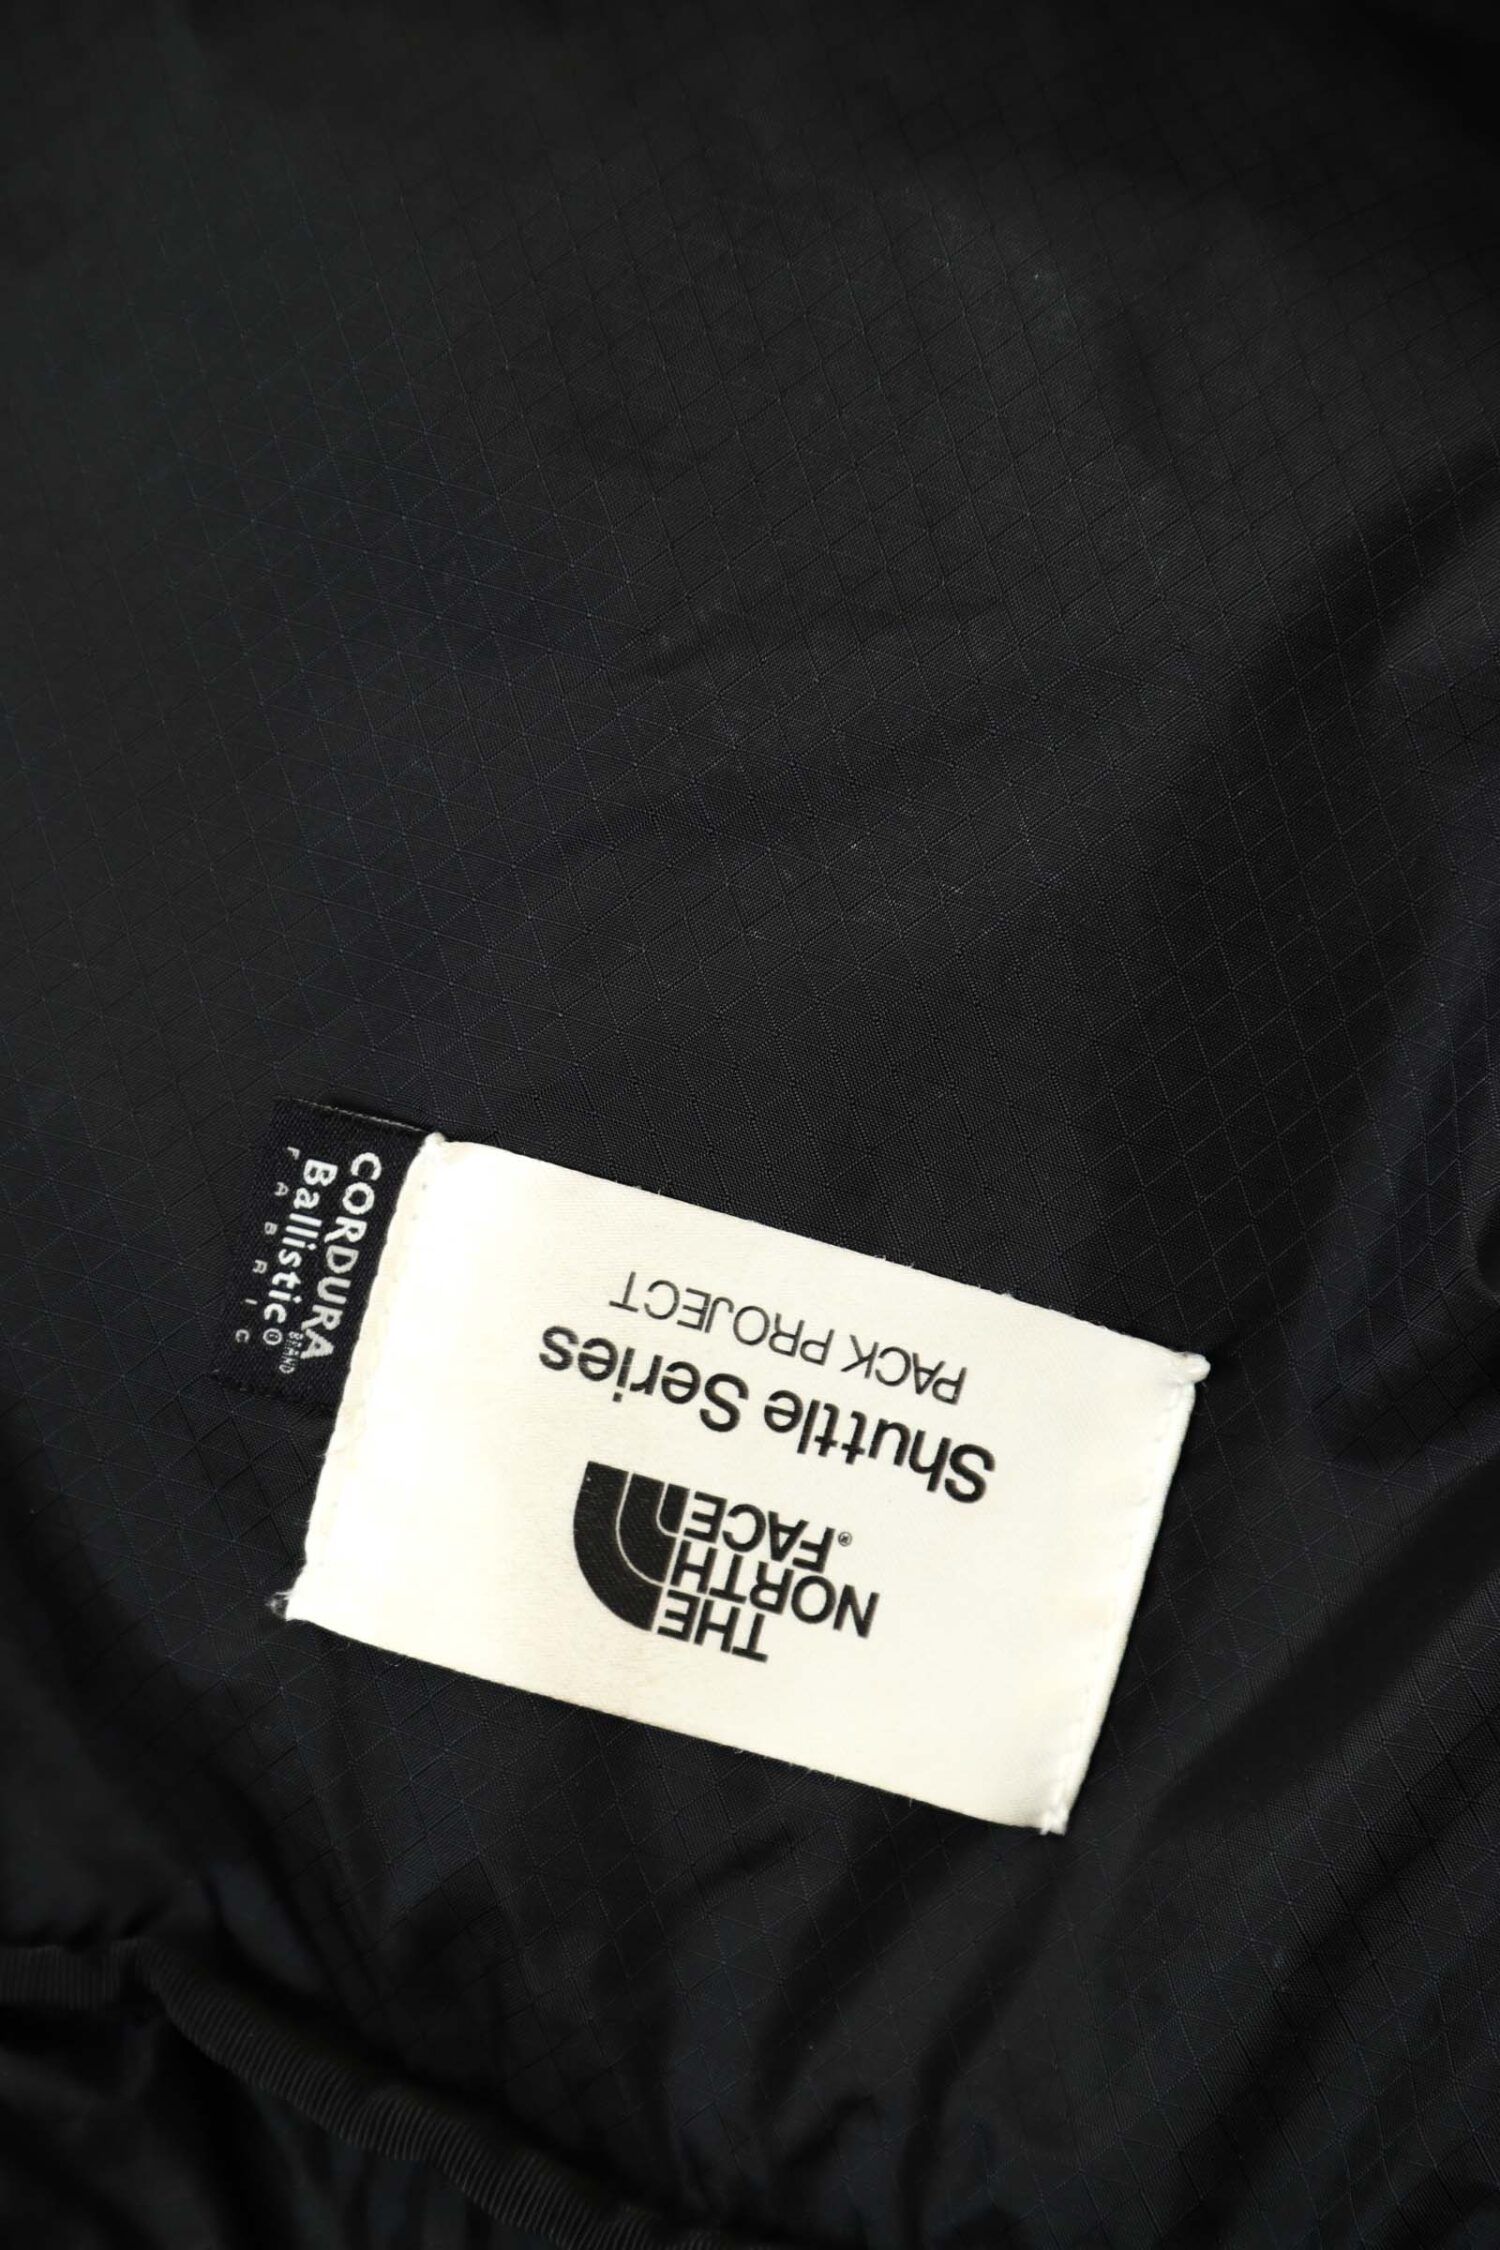 THE
NORTH
FACE®
Shuttle Series
PACK PROJECT
CORDURA
BRAND
Ballistic®
FABRIC